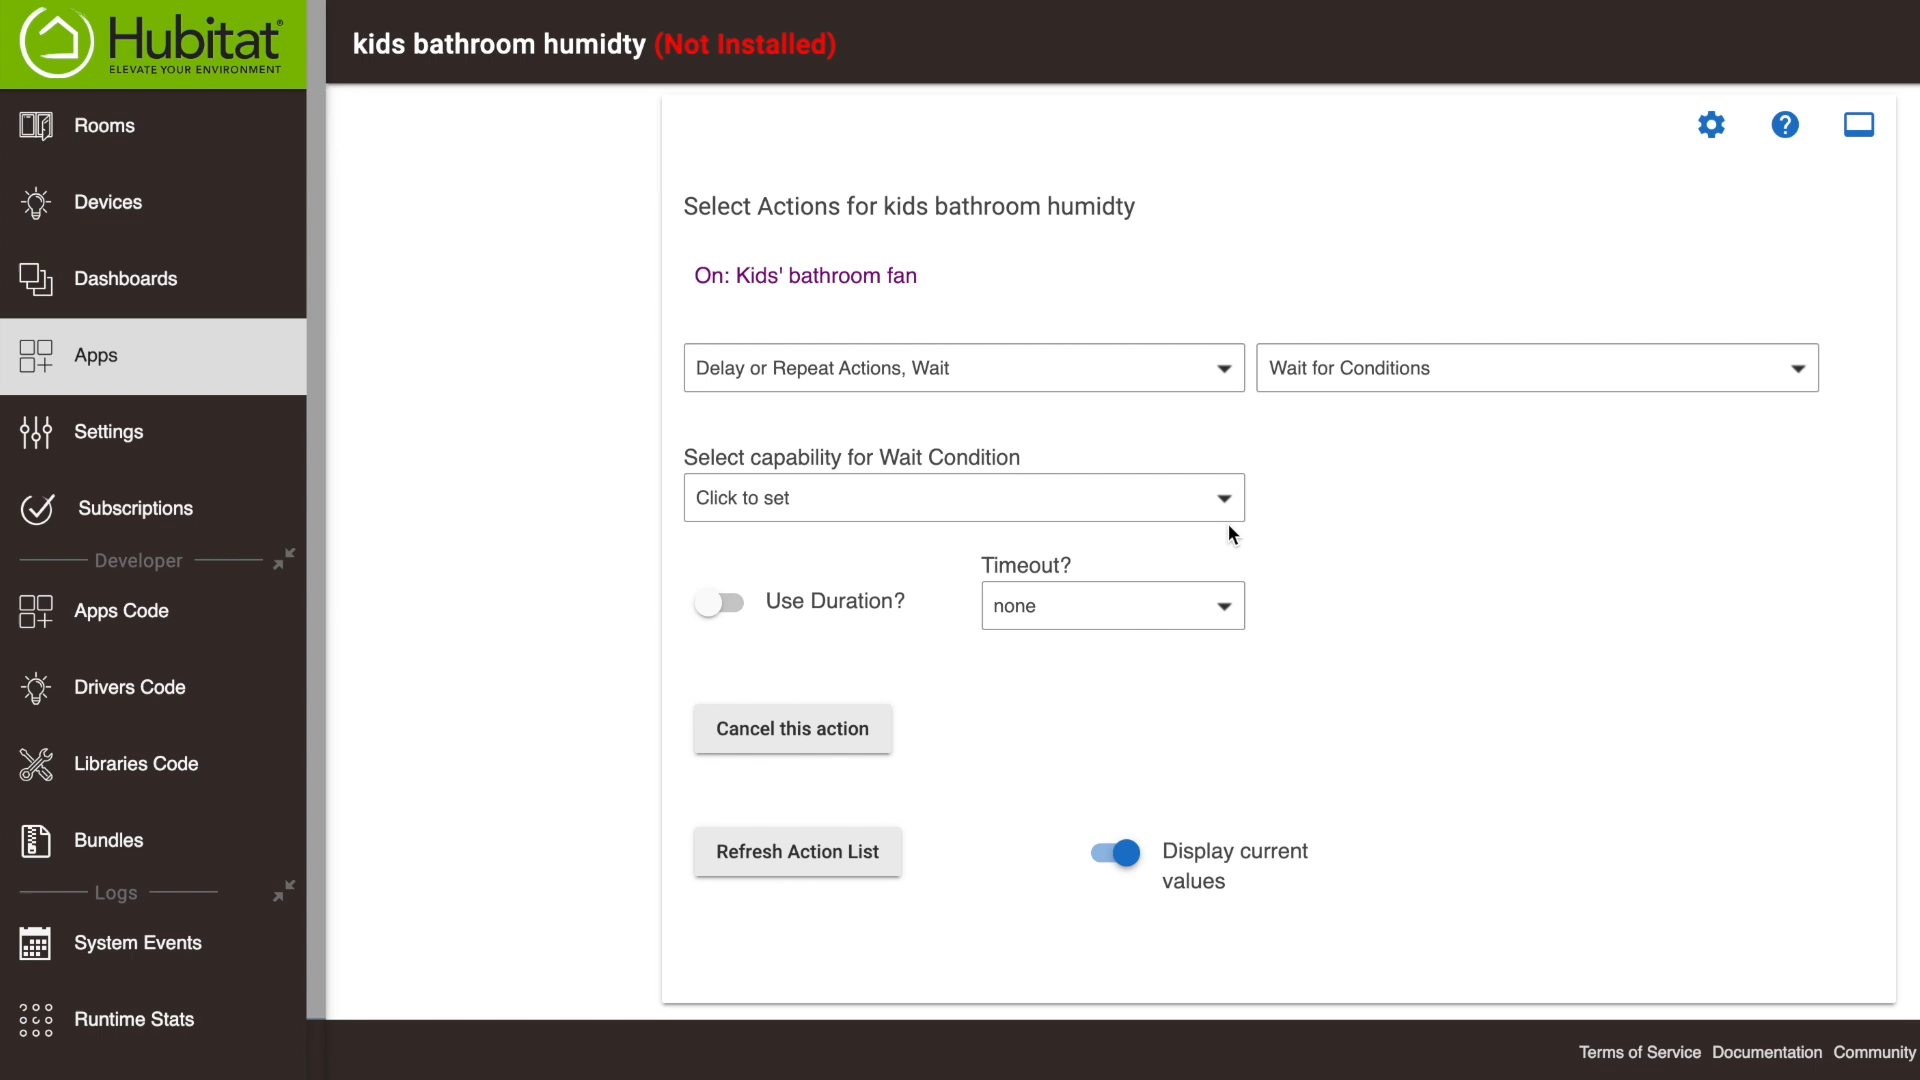 Hubitat®
ELEVATE YOUR ENVIRONMENT
kids bathroom humidty (Not Installed)
Rooms
Devices
Dashboards
Apps
Settings
Subscriptions
Developer
Apps Code
Drivers Code
Libraries Code
Bundles
Logs
System Events
Runtime Stats
?
Select Actions for kids bathroom humidty
On: Kids' bathroom fan
Delay or Repeat Actions, Wait
Wait for Conditions
Select capability for Wait Condition
Click to set
Use Duration?
Timeout?
none
Cancel this action
Refresh Action List
Display current
values
Terms of Service Documentation Community